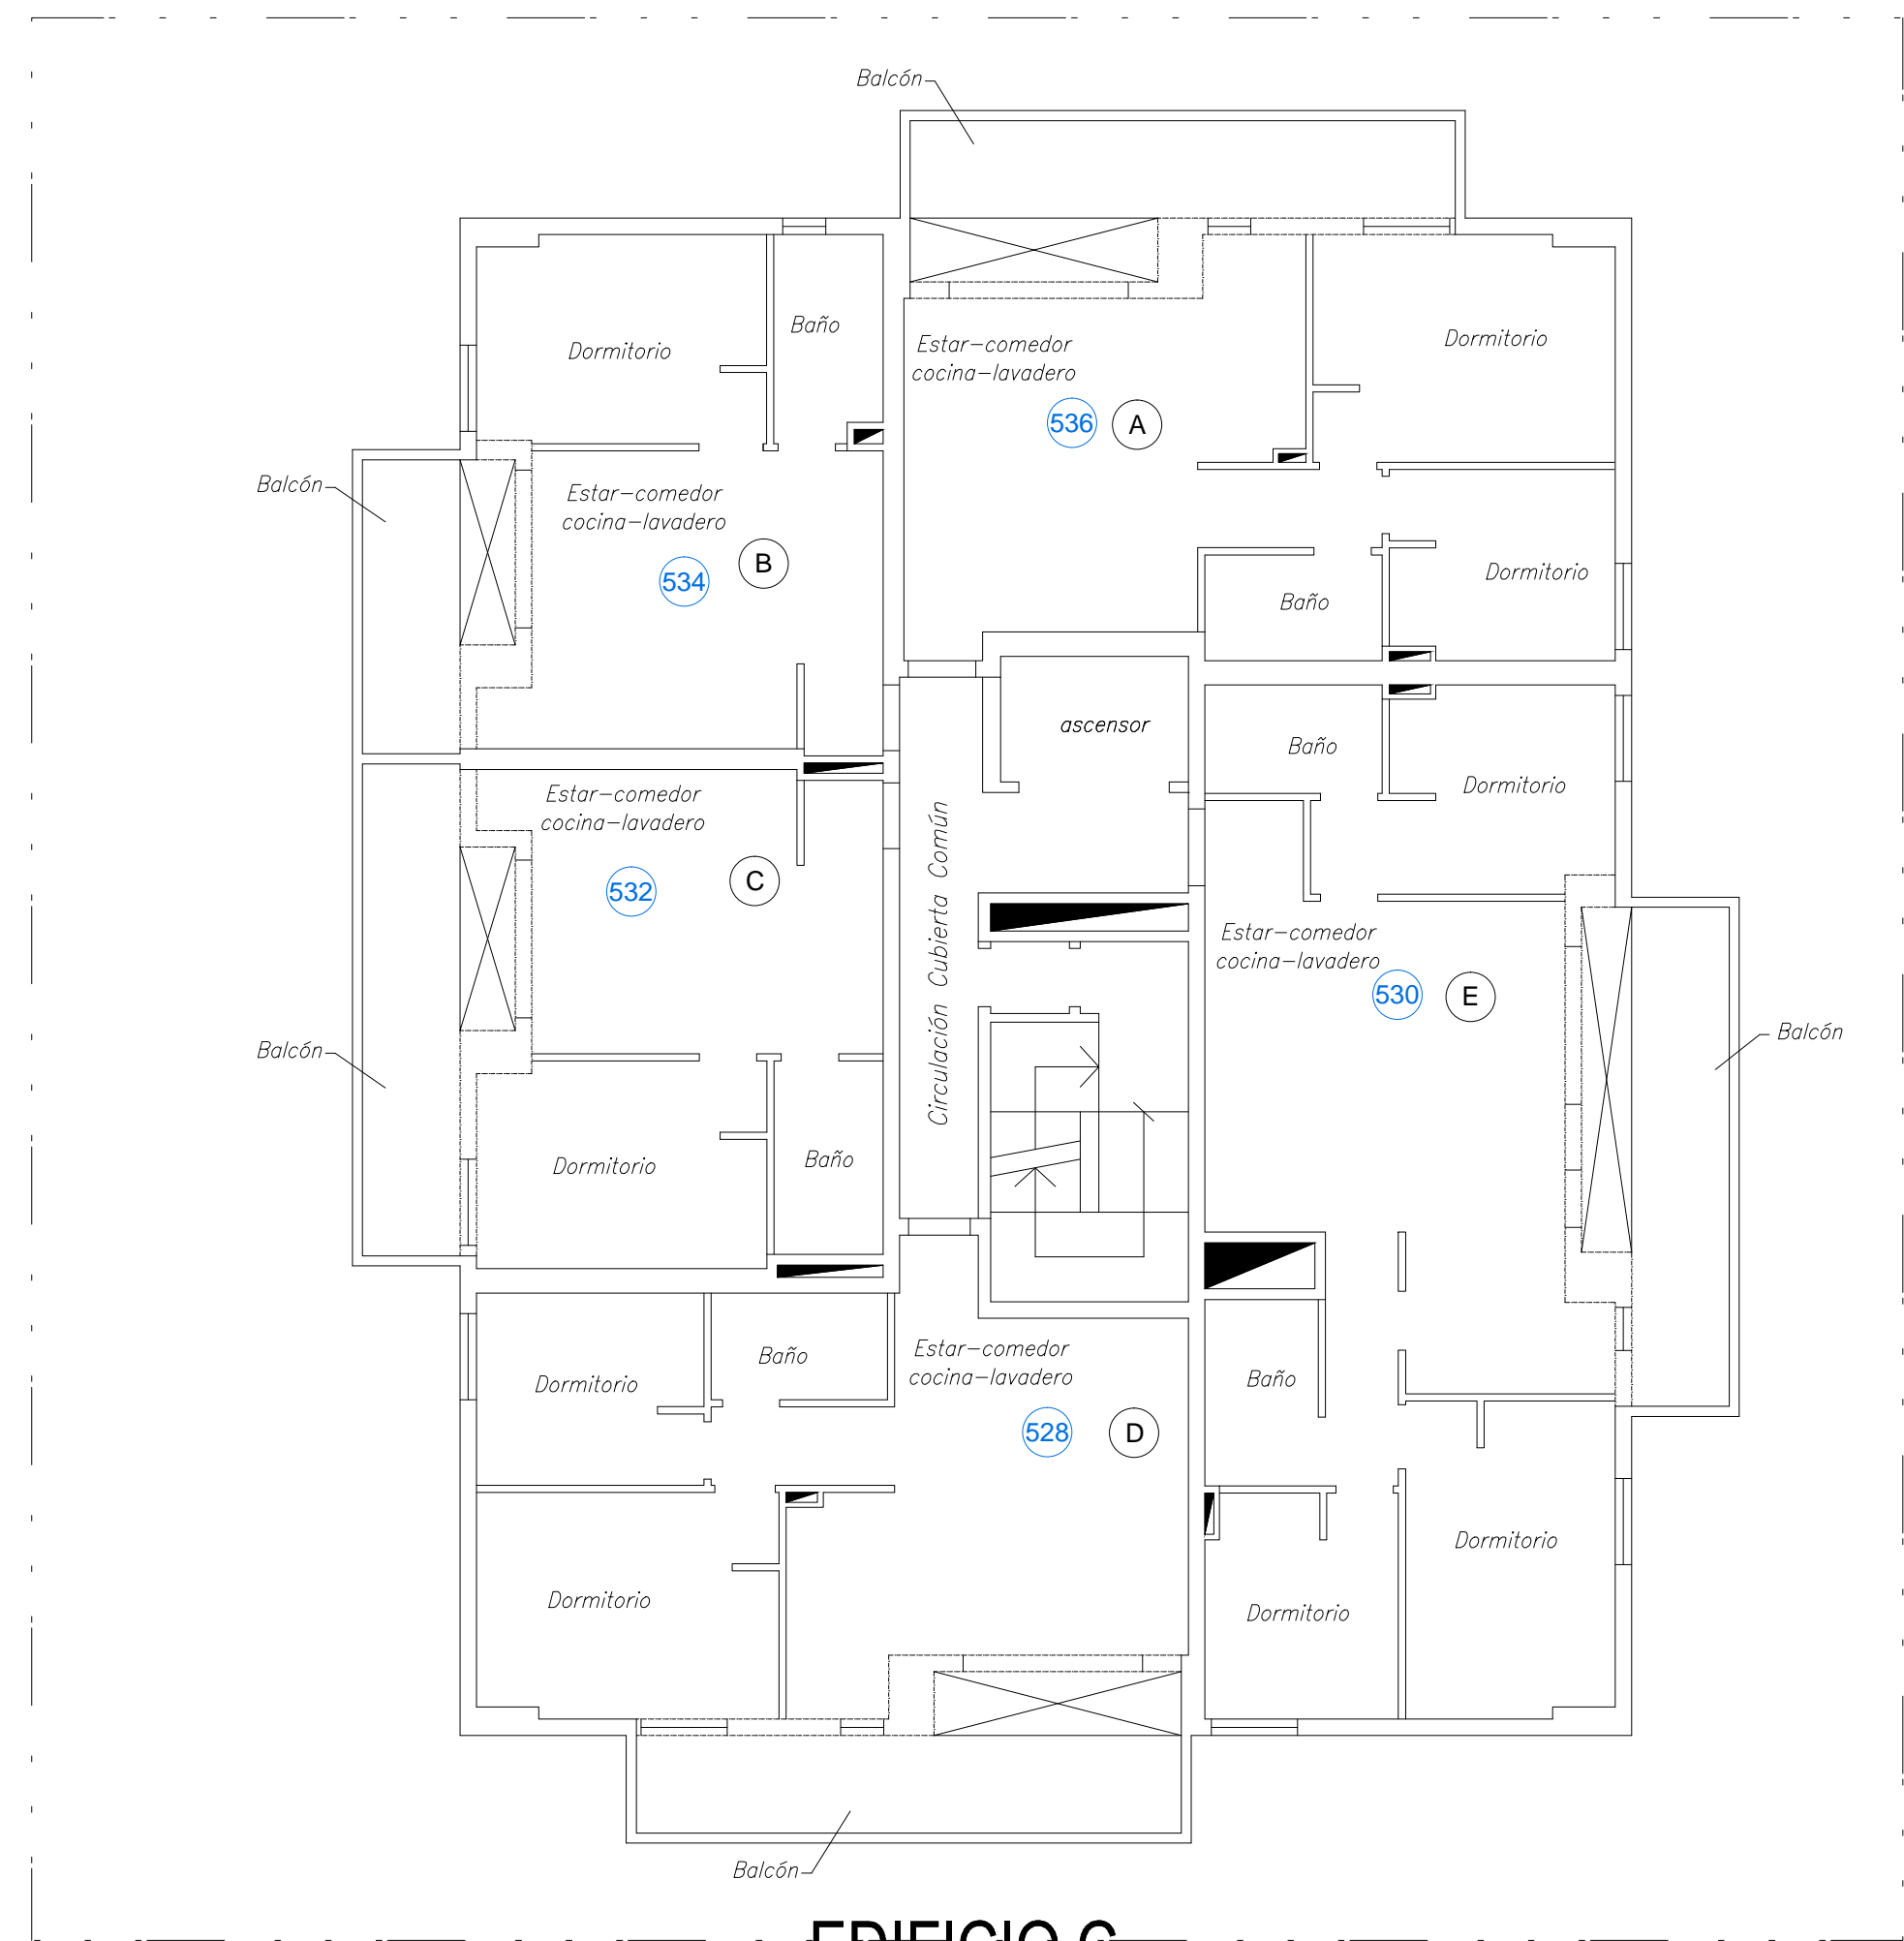 Balcón
Baño
Dormitorio
Estar-comedor
cocina-lavadero
Dormitorio
536
A
Balcón
Estar-comedor
cocina-lavadero
534
B
Dormitorio
Baño
ascensor
Baño
Dormitorio
Estar-comedor
cocina-lavadero
532
C
Circulación Cubierta Común
Estar-comedor
cocina-lavadero
530
E
Balcón
Balcón
Dormitorio
Baño
Estar-comedor
cocina-lavadero
528
D
Baño
Dormitorio
Baño
Dormitorio
Dormitorio
Dormitorio
Balcón
EDIFICIO C